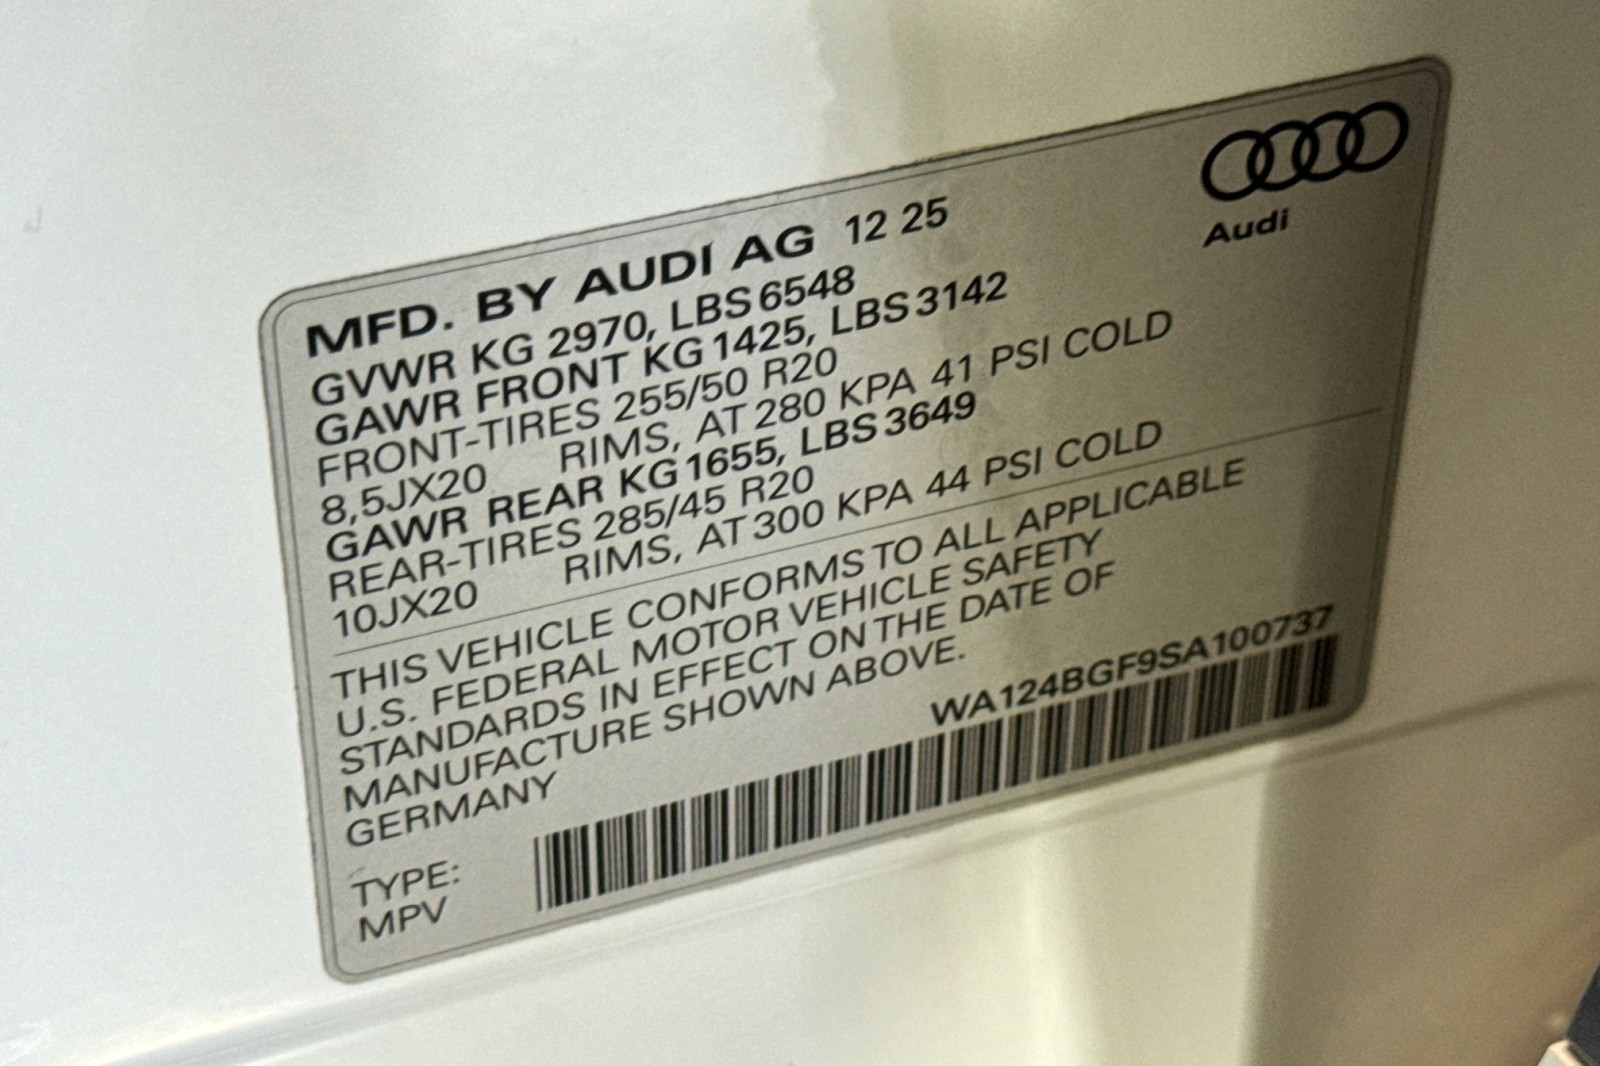 Audi
MFD. BY AUDI AG 12 25
GVWR KG 2970, LBS 6548
GAWR FRONT KG 1425, LBS 3142
FRONT-TIRES 255/50 R20
8,5JX20 RIMS, AT 280 KPA 41 PSI COLD
GAWR REAR KG 1655, LBS 3649
REAR-TIRES 285/45 R20
10JX20 RIMS, AT 300 KPA 44 PSI COLD
THIS VEHICLE CONFORMS TO ALL APPLICABLE
U.S. FEDERAL MOTOR VEHICLE SAFETY
STANDARDS IN EFFECT ON THE DATE OF
MANUFACTURE SHOWN ABOVE.
GERMANY
WA124BGF9SA100737
TYPE:
MPV